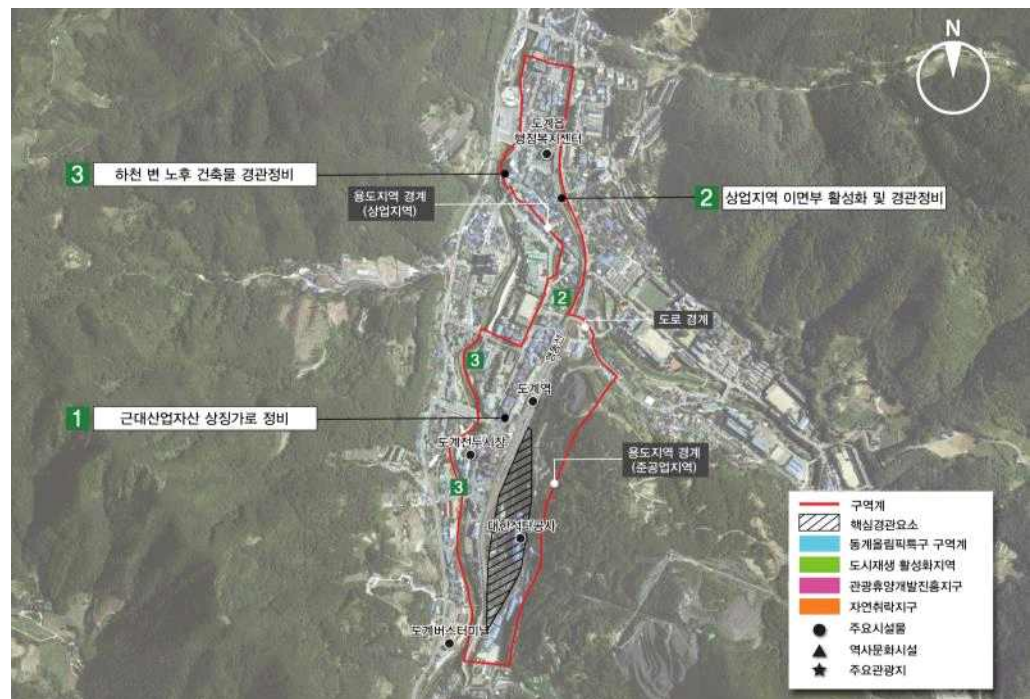 N
도계읍
행정복지센터
3 하천 변 노후 건축물 경관정비
용도지역 경계
(상업지역)
2 상업지역 이면부 활성화 및 경관정비
2
도로 경계
3
도계역
1 근대산업자산 상징가로 정비
도계전두시장
용도지역 경계
(준공업지역)
3
대한석탄공사
도계버스터미널
구역계
핵심경관요소
동계올림픽특구 구역계
도시재생 활성화지역
관광휴양개발진흥지구
자연취락지구
주요시설물
역사문화시설
주요관광지